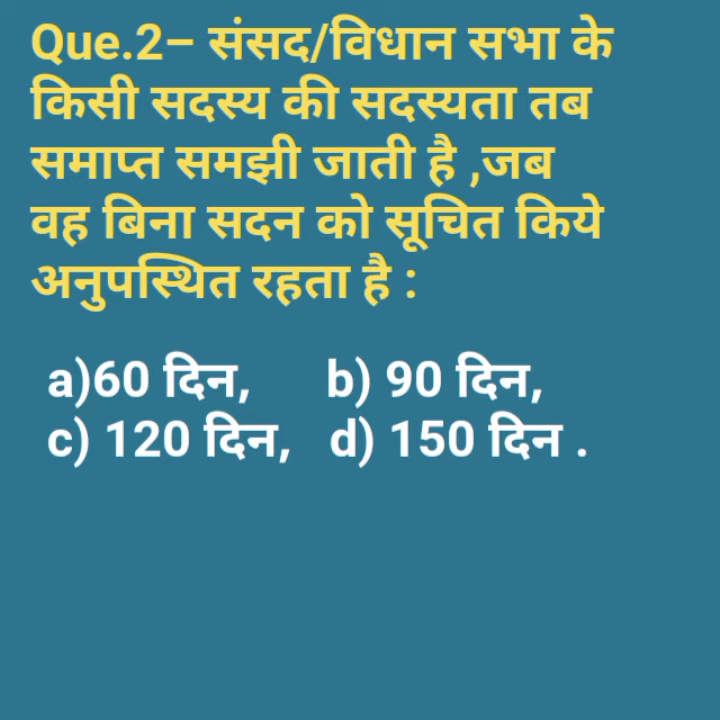 Que.2– संसद/विधान सभा के
किसी सदस्य की सदस्यता तब
समाप्त समझी जाती है ,जब
वह बिना सदन को सूचित किये
अनुपस्थित रहता है :
a)60 दिन, b) 90 दिन,
c) 120 दिन, d) 150 दिन .